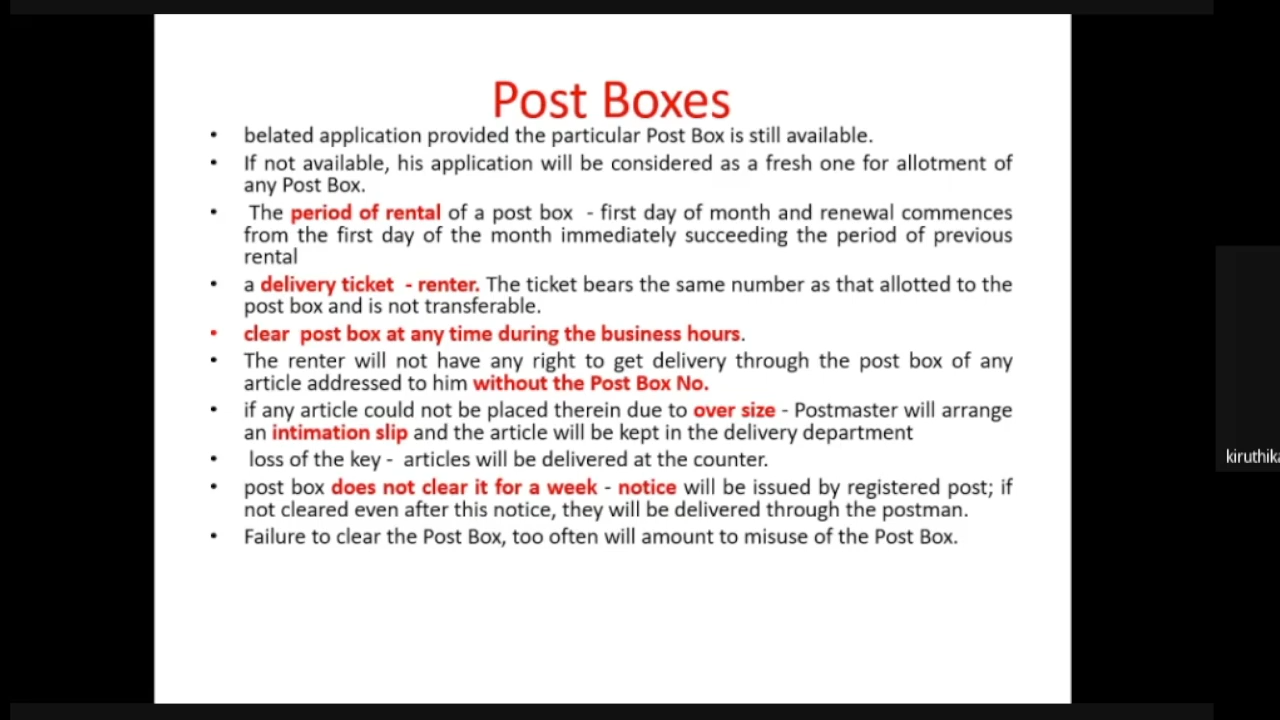 Post Boxes
• belated application provided the particular Post Box is still available.
• If not available, his application will be considered as a fresh one for allotment of
any Post Box.
• The period of rental of a post box - first day of month and renewal commences
from the first day of the month immediately succeeding the period of previous
rental
• a delivery ticket - renter. The ticket bears the same number as that allotted to the
post box and is not transferable.
• clear post box at any time during the business hours.
• The renter will not have any right to get delivery through the post box of any
article addressed to him without the Post Box No.
• if any article could not be placed therein due to over size - Postmaster will arrange
an intimation slip and the article will be kept in the delivery department
• loss of the key - articles will be delivered at the counter.
• post box does not clear it for a week - notice will be issued by registered post; if
not cleared even after this notice, they will be delivered through the postman.
• Failure to clear the Post Box, too often will amount to misuse of the Post Box.
kiruthika